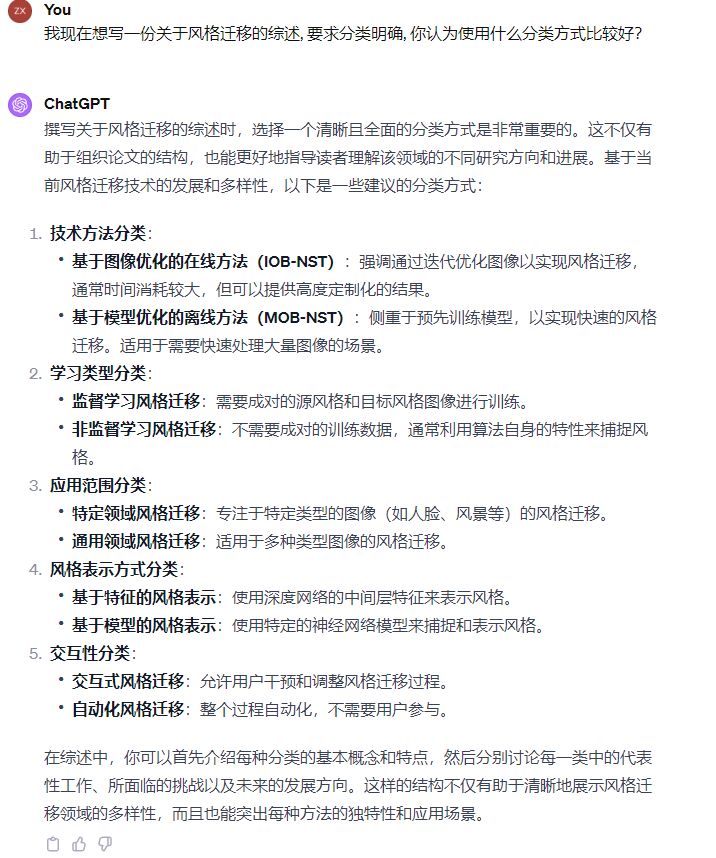 ZX
You
我现在想写一份关于风格迁移的综述, 要求分类明确, 你认为使用什么分类方式比较好?
ChatGPT
撰写关于风格迁移的综述时，选择一个清晰且全面的分类方式是非常重要的。这不仅有
助于组织论文的结构，也能更好地指导读者理解该领域的不同研究方向和进展。基于当
前风格迁移技术的发展和多样性，以下是一些建议的分类方式：
1. 技术方法分类：
• 基于图像优化的在线方法（IOB-NST）：强调通过迭代优化图像以实现风格迁移，
通常时间消耗较大，但可以提供高度定制化的结果。
• 基于模型优化的离线方法（MOB-NST）：侧重于预先训练模型，以实现快速的风格
迁移。适用于需要快速处理大量图像的场景。
2. 学习类型分类：
• 监督学习风格迁移：需要成对的源风格和目标风格图像进行训练。
• 非监督学习风格迁移：不需要成对的训练数据，通常利用算法自身的特性来捕捉风
格。
3. 应用范围分类：
• 特定领域风格迁移：专注于特定类型的图像（如人脸、风景等）的风格迁移。
• 通用领域风格迁移：适用于多种类型图像的风格迁移。
4. 风格表示方式分类：
• 基于特征的风格表示：使用深度网络的中间层特征来表示风格。
• 基于模型的风格表示：使用特定的神经网络模型来捕捉和表示风格。
5. 交互性分类：
• 交互式风格迁移：允许用户干预和调整风格迁移过程。
• 自动化风格迁移：整个过程自动化，不需要用户参与。
在综述中，你可以首先介绍每种分类的基本概念和特点，然后分别讨论每一类中的代表
性工作、所面临的挑战以及未来的发展方向。这样的结构不仅有助于清晰地展示风格迁
移领域的多样性，而且也能突出每种方法的独特性和应用场景。